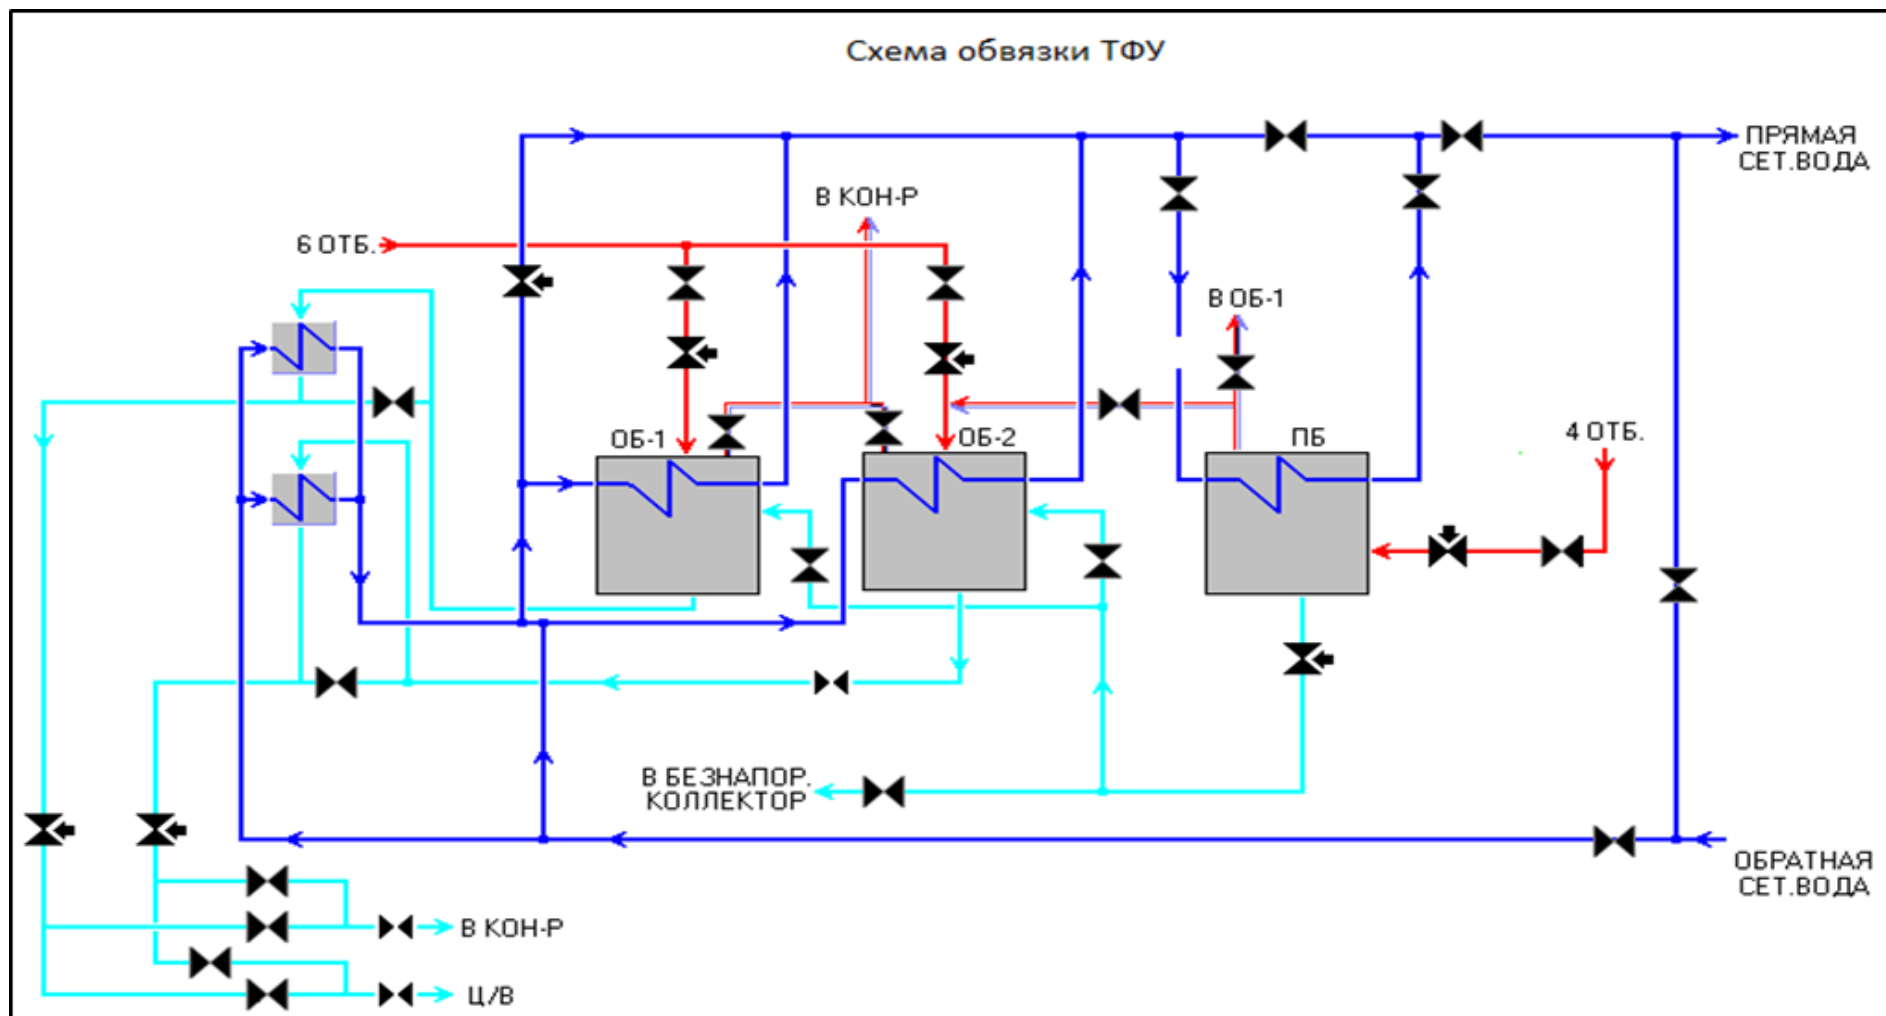 Схема обвязки ТФУ
ПРЯМАЯ
СЕТ.ВОДА
В КОН-Р
6 ОТБ.
В ОБ-1
ОБ-1
ОБ-2
ПБ
4 ОТБ.
В БЕЗНАПОР.
КОЛЛЕКТОР
ОБРАТНАЯ
СЕТ.ВОДА
В КОН-Р
Ц/В